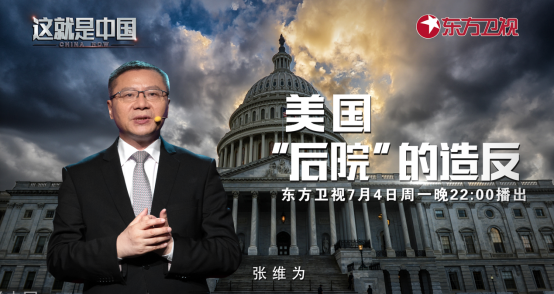 这就是中国
CHINA NOW
东方卫视
美国
“后院”的造反
东方卫视7月4日周一晚22:00播出
张维为